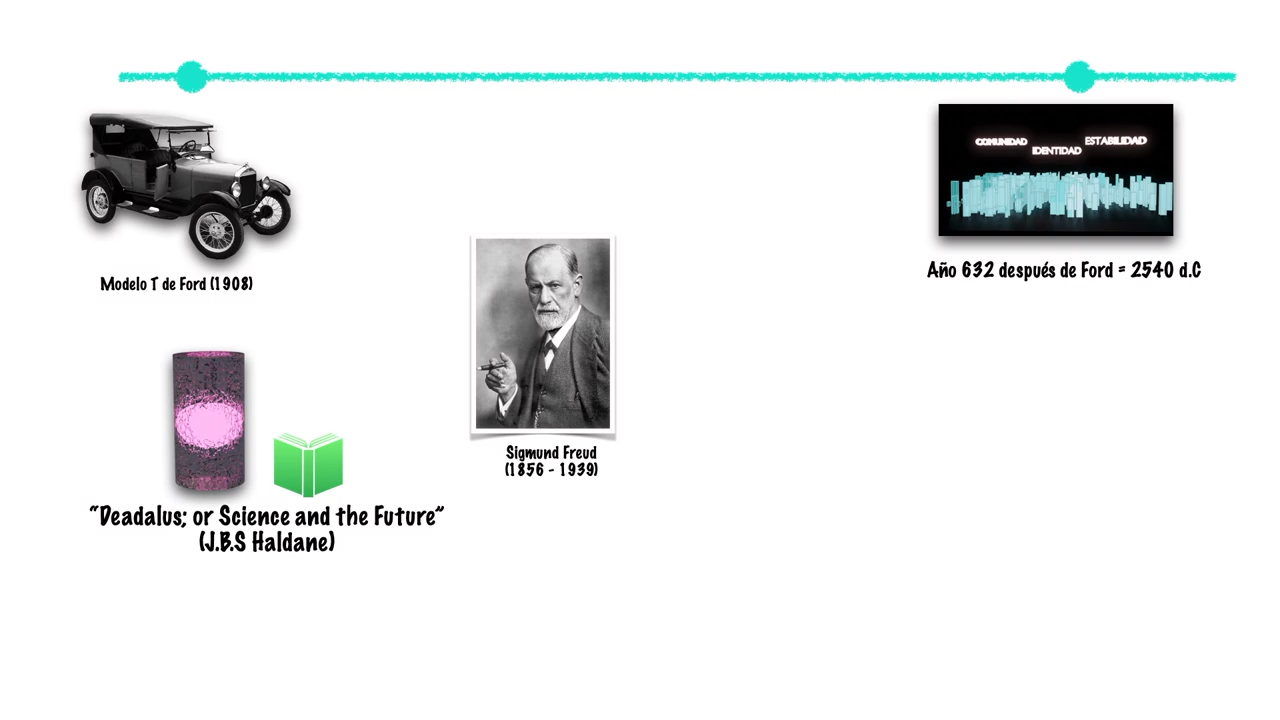 COMUNIDAD
IDENTIDAD
ESTABILIDAD
Modelo T de Ford (1908)
Año 632 después de Ford = 2540 d.C
Sigmund Freud
(1856 - 1939)
"Deadalus; or Science and the Future"
(J.B.S Haldane)